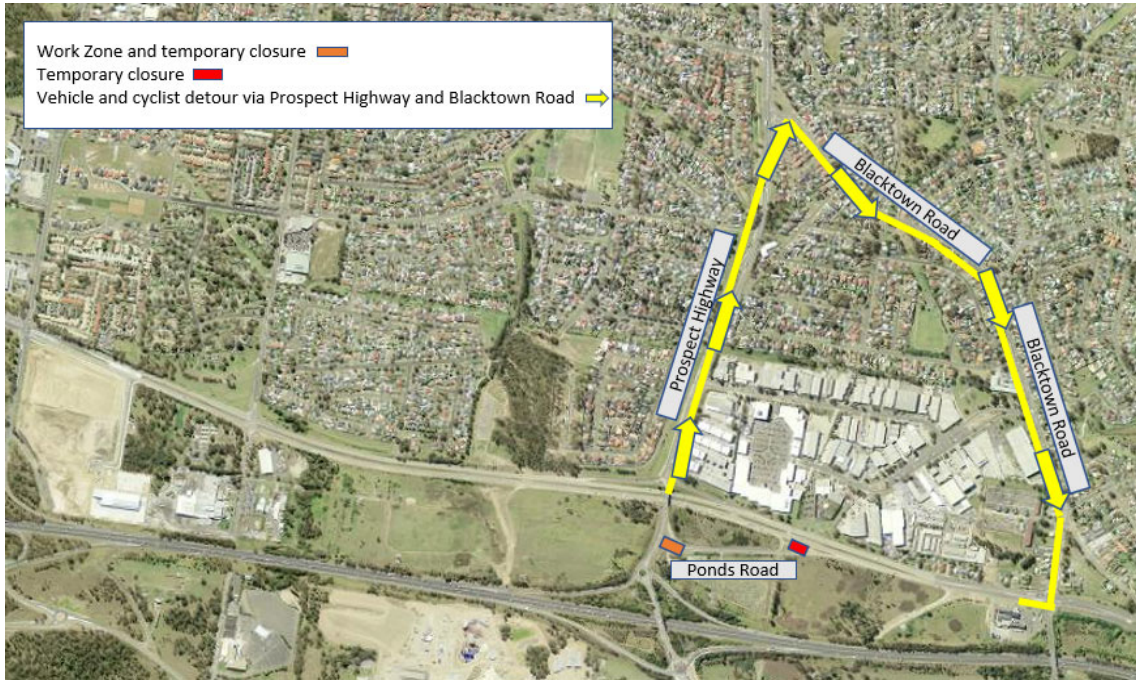 Work Zone and temporary closure
Temporary closure
Vehicle and cyclist detour via Prospect Highway and Blacktown Road
Blacktown Road
Prospect Highway
Blacktown Road
Ponds Road